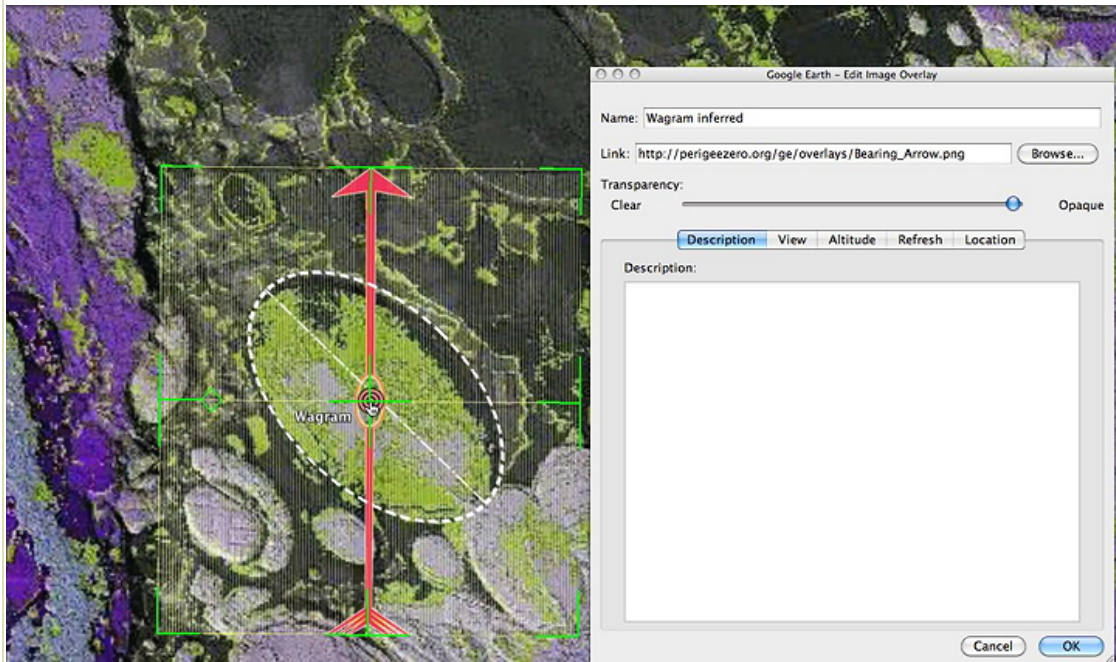 Google Earth - Edit Image Overlay
Name: Wagram inferred
Link: http://perigeezero.org/ge/overlays/Bearing_Arrow.png Browse...
Transparency:
Clear Opaque
Description View Altitude Refresh Location
Description:
Wagram
Cancel OK